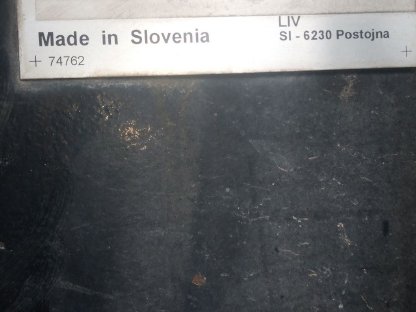 LIV
Made in Slovenia
SI - 6230 Postojna
74762